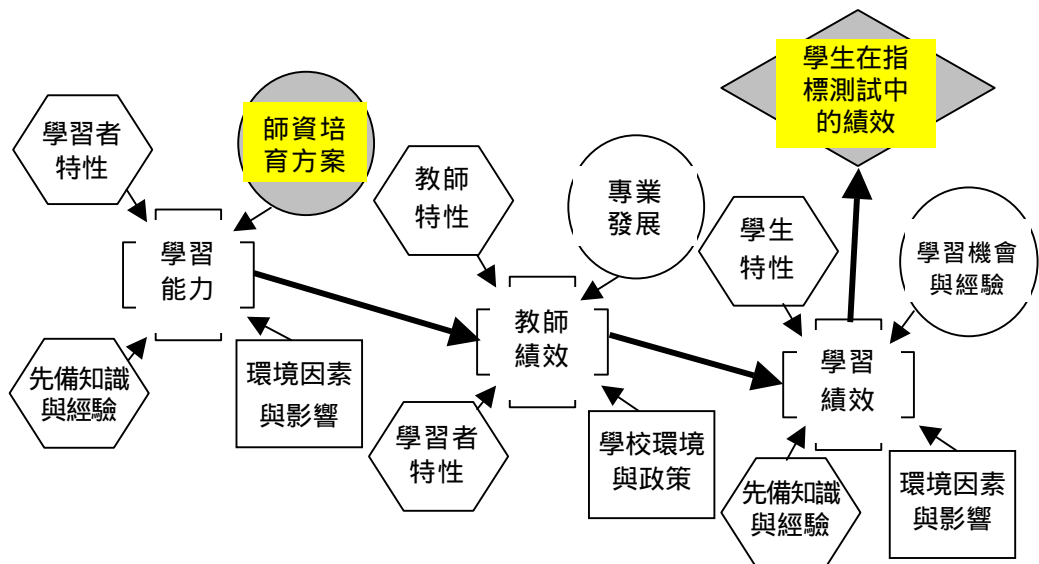 學習者
特性
師資培
育方案
學習
能力
先備知識
與經驗
環境因素
與影響
教師
特性
專業
發展
教師
績效
學習者
特性
學校環境
與政策
學生在指
標測試中
的績效
學生
特性
學習機會
與經驗
學習
績效
先備知識
與經驗
環境因素
與影響